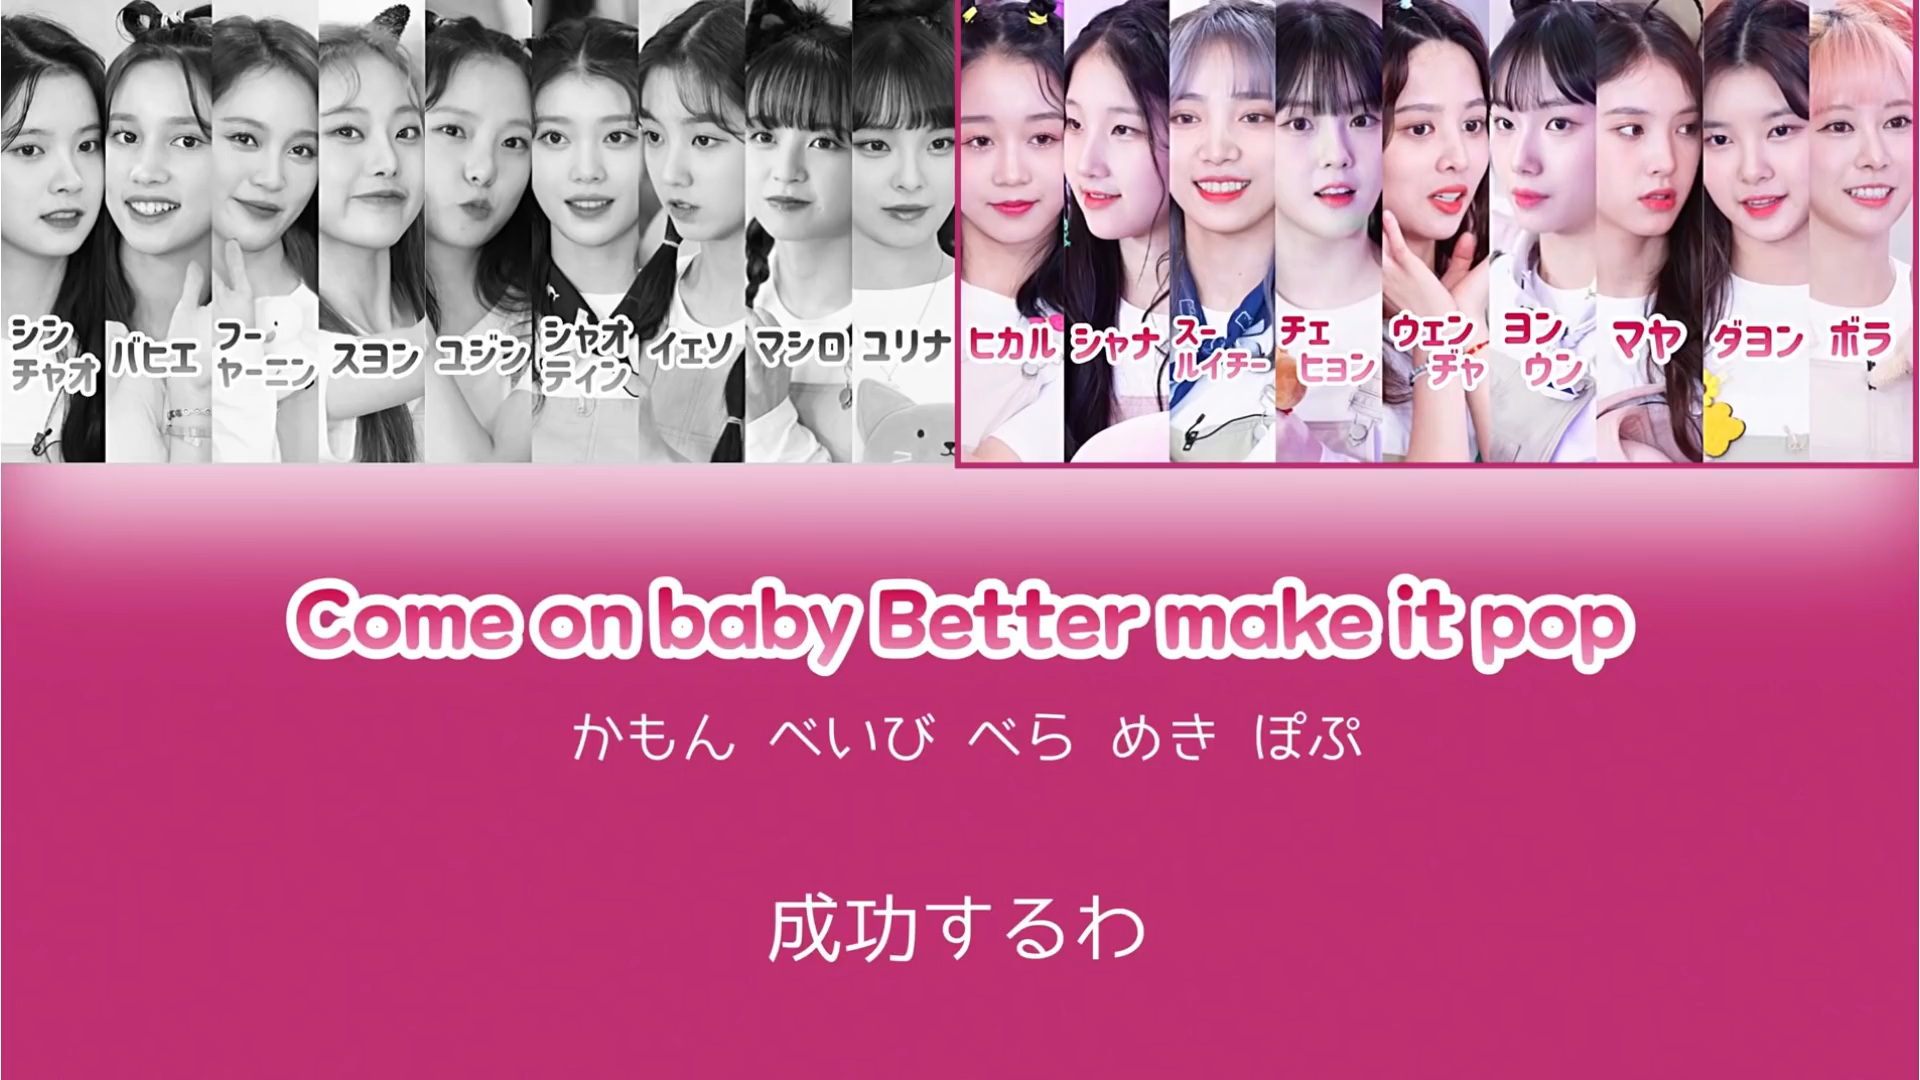 シン
チャオ
バヒエ
フー
ヤーニン
スヨン
ユジン
シャオ
ティン
イェソ
マシロ
ユリナ
ヒカル
シャナ
スー
ルイチー
チェ
ヒョン
ウェン
ヂャ
ヨン
ウン
マヤ
ダヨン
ボラ
Come on baby Better make it pop
かもん べいび べら めき ぽぷ
成功するわ